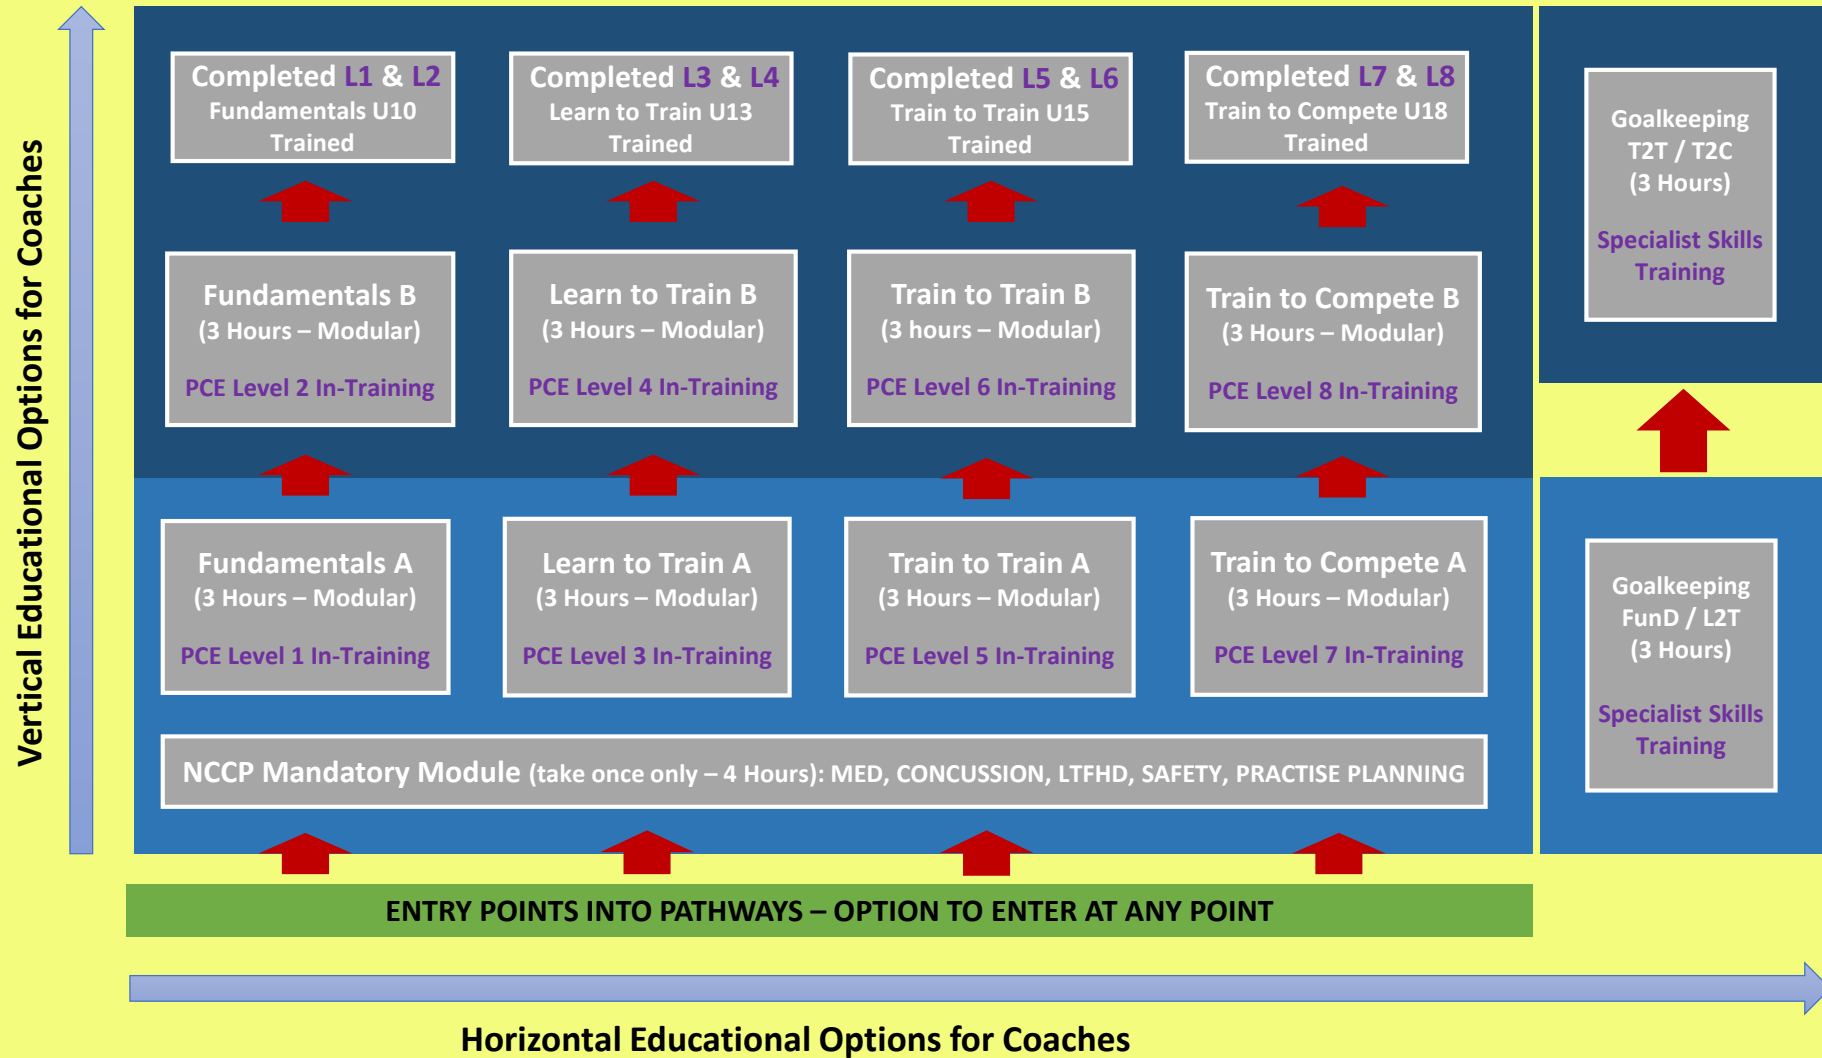 Vertical Educational Options for Coaches
Completed L1 & L2
Fundamentals U10
Trained
Completed L3 & L4
Learn to Train U13
Trained
Completed L5 & L6
Train to Train U15
Trained
Completed L7 & L8
Train to Compete U18
Trained
Goalkeeping
T2T / T2C
(3 Hours)
Specialist Skills
Training
Fundamentals B
(3 Hours – Modular)
PCE Level 2 In-Training
Learn to Train B
(3 Hours – Modular)
PCE Level 4 In-Training
Train to Train B
(3 hours – Modular)
PCE Level 6 In-Training
Train to Compete B
(3 Hours – Modular)
PCE Level 8 In-Training
Fundamentals A
(3 Hours – Modular)
PCE Level 1 In-Training
Learn to Train A
(3 Hours – Modular)
PCE Level 3 In-Training
Train to Train A
(3 Hours – Modular)
PCE Level 5 In-Training
Train to Compete A
(3 Hours – Modular)
PCE Level 7 In-Training
Goalkeeping
FunD / L2T
(3 Hours)
Specialist Skills
Training
NCCP Mandatory Module (take once only – 4 Hours): MED, CONCUSSION, LTFHD, SAFETY, PRACTISE PLANNING
ENTRY POINTS INTO PATHWAYS – OPTION TO ENTER AT ANY POINT
Horizontal Educational Options for Coaches